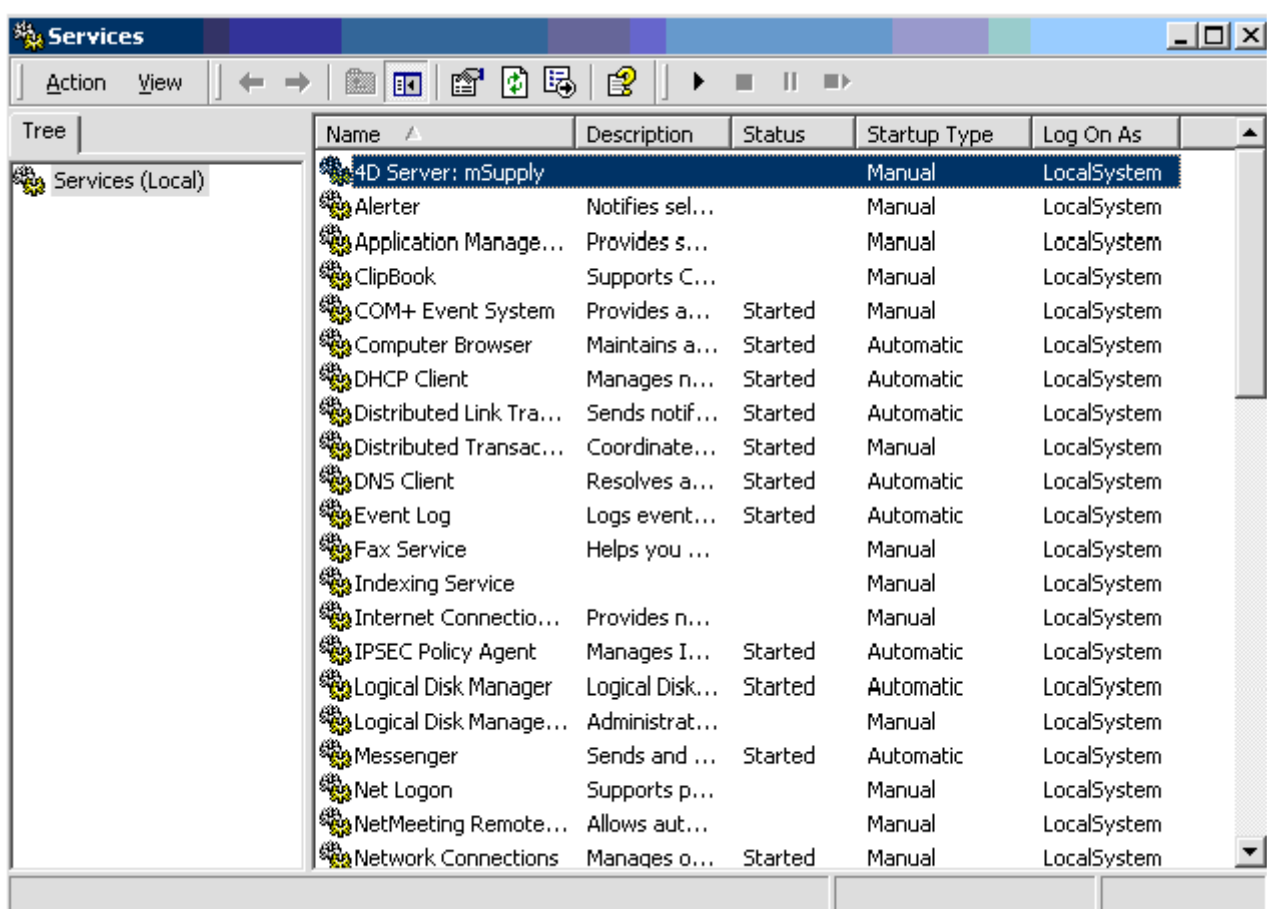 Services
Action View
Tree
Services (Local)
Name Description Status Startup Type Log On As
4D Server: mSupply Manual LocalSystem
Alerter Notifies sel... Manual LocalSystem
Application Manage... Provides s... Manual LocalSystem
ClipBook Supports C... Manual LocalSystem
COM+ Event System Provides a... Started Manual LocalSystem
Computer Browser Maintains a... Started Automatic LocalSystem
DHCP Client Manages n... Started Automatic LocalSystem
Distributed Link Tra... Sends notif... Started Automatic LocalSystem
Distributed Transac... Coordinate... Started Manual LocalSystem
DNS Client Resolves a... Started Automatic LocalSystem
Event Log Logs event... Started Automatic LocalSystem
Fax Service Helps you ... Manual LocalSystem
Indexing Service Manual LocalSystem
Internet Connectio... Provides n... Manual LocalSystem
IPSEC Policy Agent Manages I... Started Automatic LocalSystem
Logical Disk Manager Logical Disk... Started Automatic LocalSystem
Logical Disk Manage... Administrat... Manual LocalSystem
Messenger Sends and ... Started Automatic LocalSystem
Net Logon Supports p... Manual LocalSystem
NetMeeting Remote... Allows aut... Manual LocalSystem
Network Connections Manages o... Started Manual LocalSystem